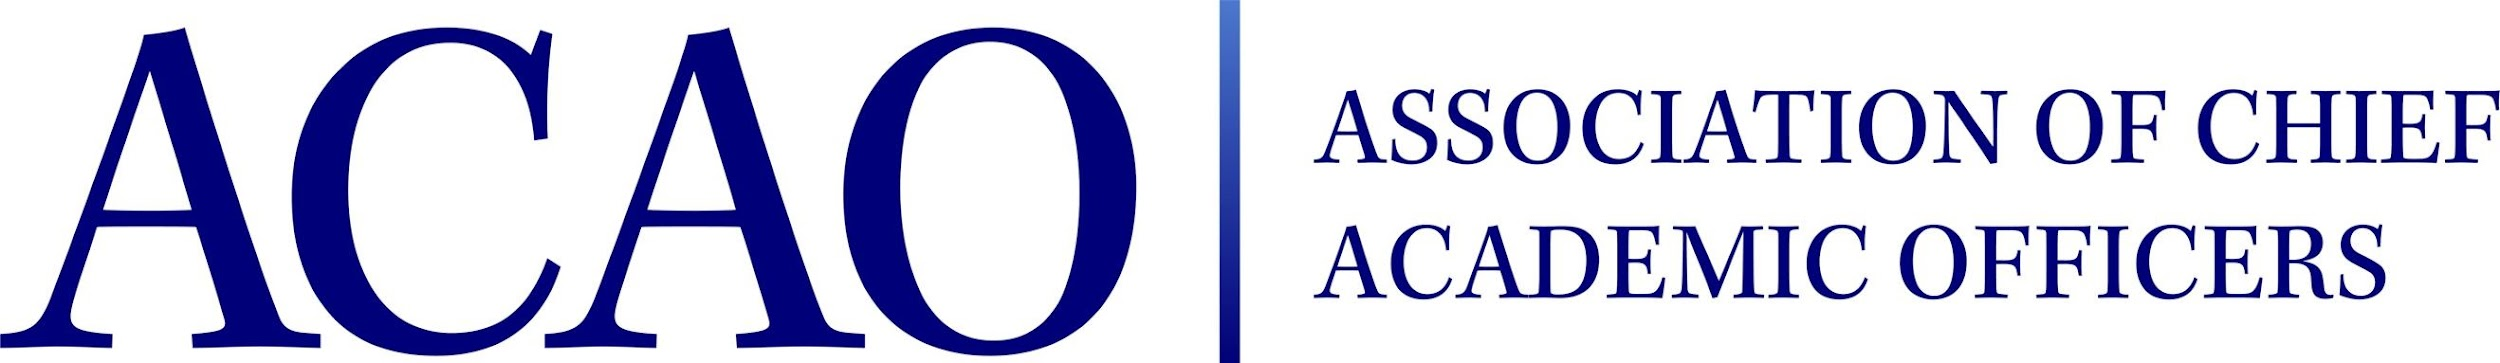 ACAO
ASSOCIATION OF CHIEF
ACADEMIC OFFICERS